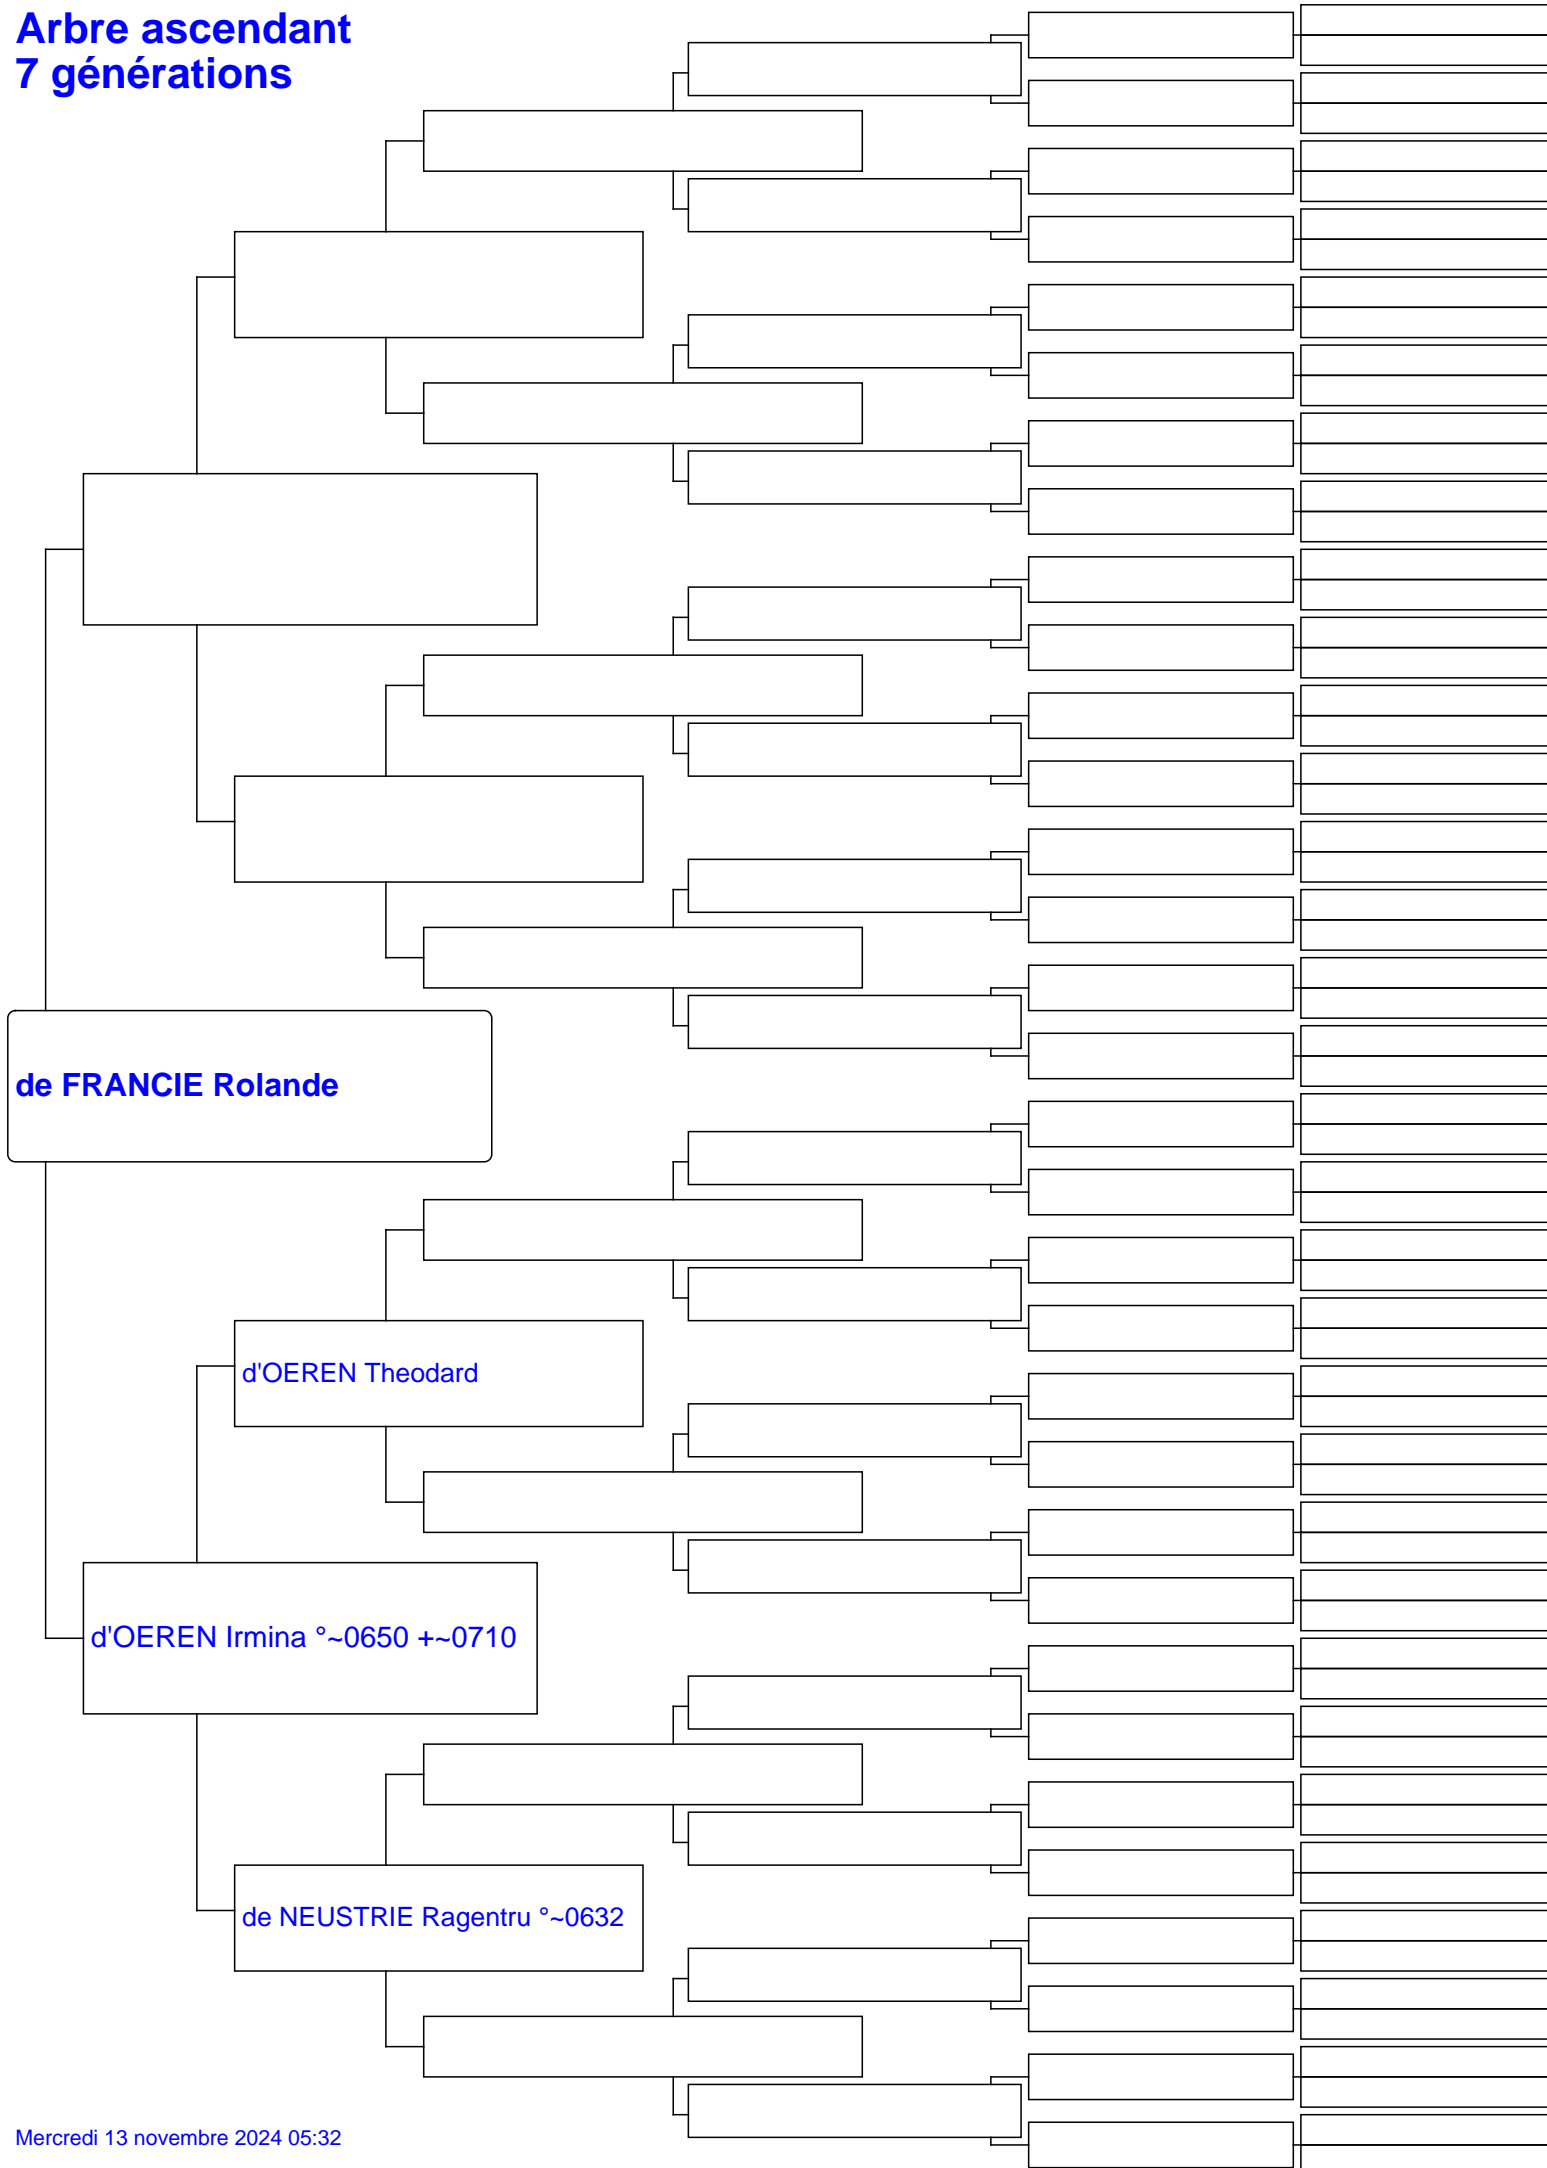 Arbre ascendant
7 générations
de FRANCIE Rolande
d'OEREN Theodard
d'OEREN Irmina °~0650 +~0710
de NEUSTRIE Ragentru °~0632
Mercredi 13 novembre 2024 05:32